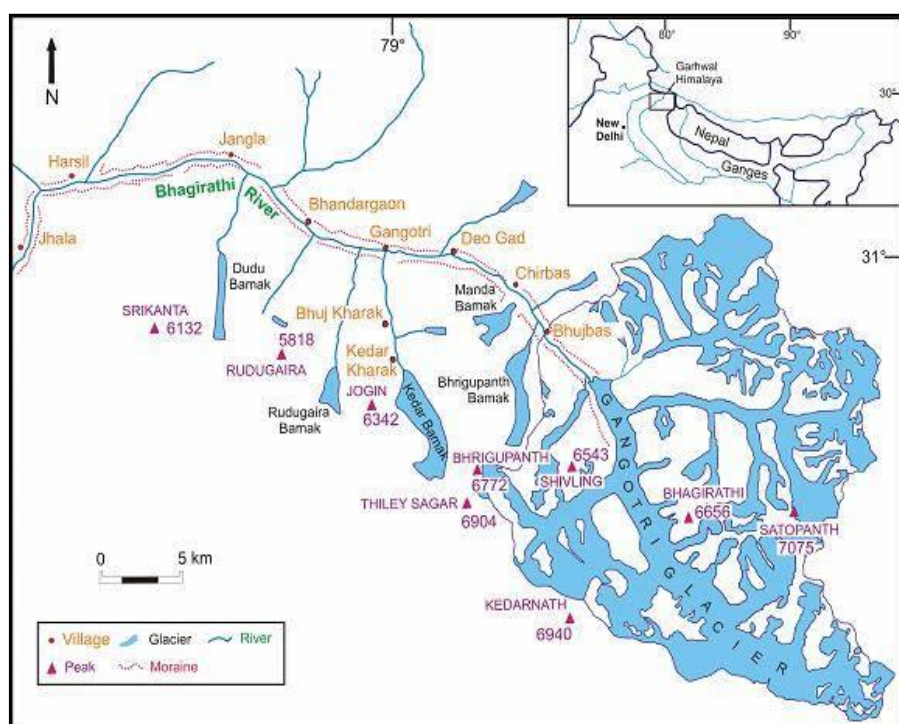 79°
N
80°
90°
Garhwal
Himalaya
30°
New
Delhi
Nepal
Ganges
Jangla
Harsil
Bhagirathi
River
Bhandargaon
Jhala
Gangotri
Deo Gad
31°
Dudu
Bamak
Chirbas
Manda
Bamak
SRIKANTA
6132
Bhuj Kharak
Bhujbas
5818
RUDUGAIRA
Kedar
Kharak
Bhrigupanth
Bamak
JOGIN
6342
Rudugaira
Bamak
Kedar Bamak
GANGOTRI GLACIER
BHRIGUPANTH
6772
6543
SHIVLING
THILEY SAGAR
6904
BHAGIRATHI
6656
SATOPANTH
7075
0 5 km
KEDARNATH
6940
Village Glacier River
Peak Moraine